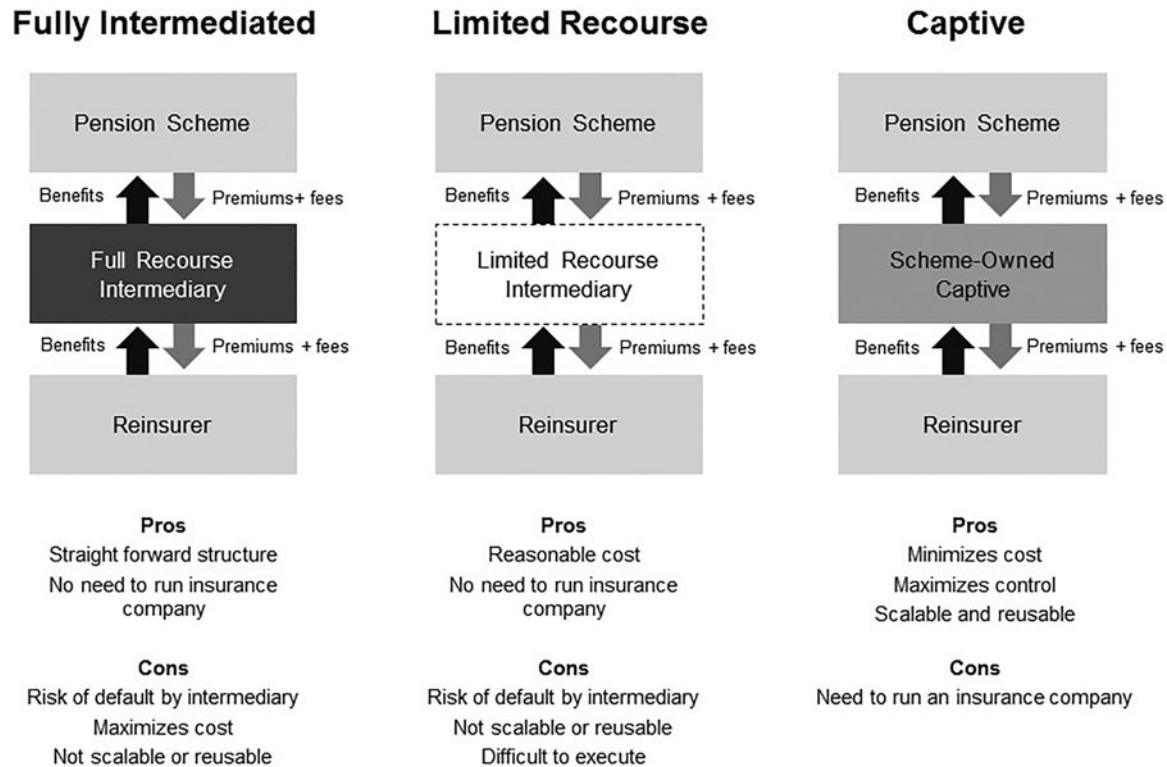 Fully Intermediated
Pension Scheme
Benefits
Premiums+ fees
Full Recourse
Intermediary
Benefits
Premiums + fees
Reinsurer
Pros
Straight forward structure
No need to run insurance
company
Cons
Risk of default by intermediary
Maximizes cost
Not scalable or reusable
Limited Recourse
Pension Scheme
Benefits
Premiums + fees
Limited Recourse
Intermediary
Benefits
Premiums + fees
Reinsurer
Pros
Reasonable cost
No need to run insurance
company
Cons
Risk of default by intermediary
Not scalable or reusable
Difficult to execute
Captive
Pension Scheme
Benefits
Premiums + fees
Scheme-Owned
Captive
Benefits
Premiums + fees
Reinsurer
Pros
Minimizes cost
Maximizes control
Scalable and reusable
Cons
Need to run an insurance company